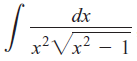 ∫ dx / (x²√(x² − 1))